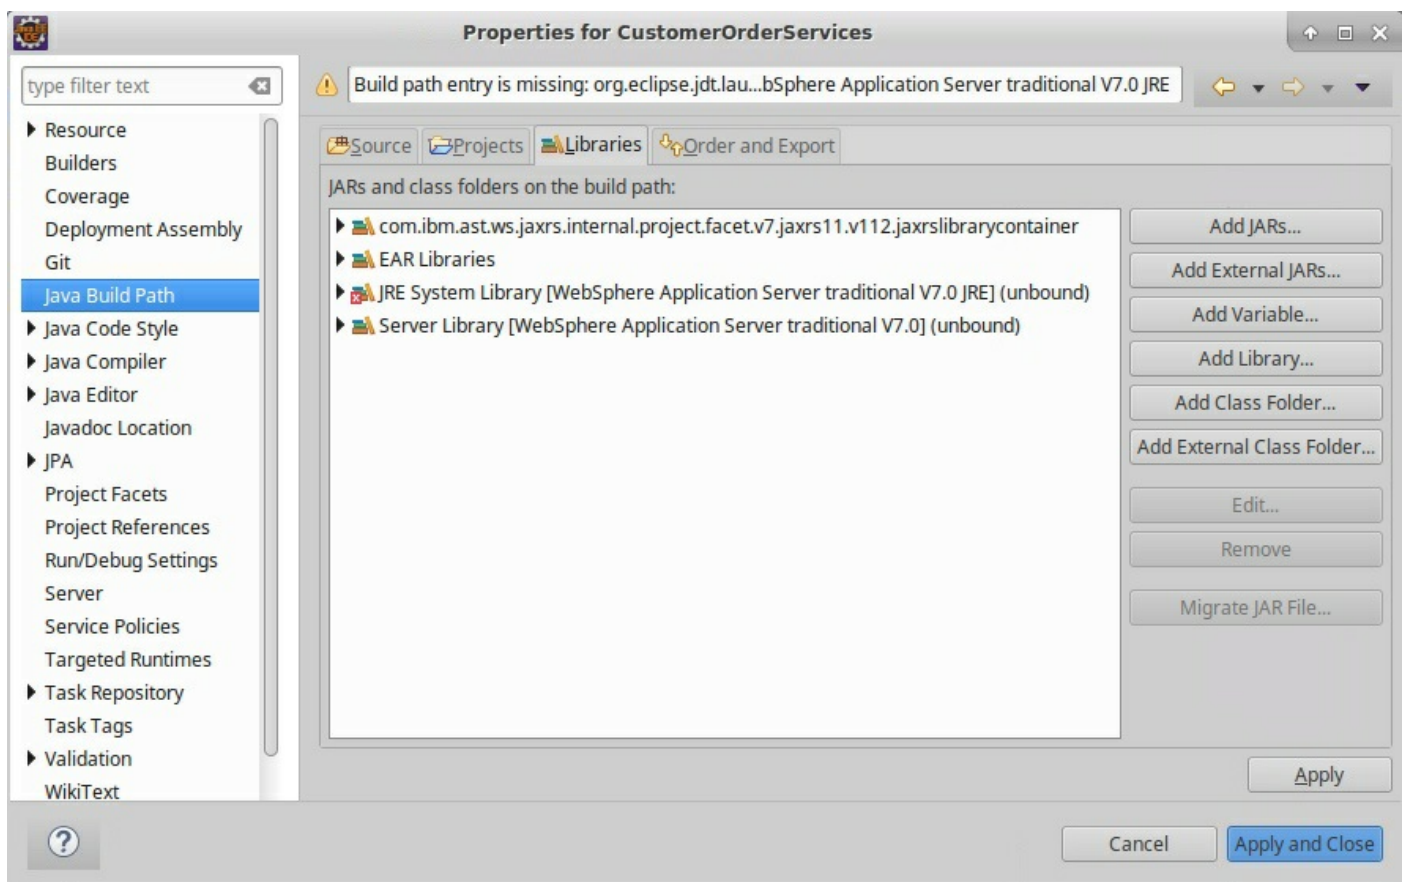 Properties for CustomerOrderServices
type filter text
Build path entry is missing: org.eclipse.jdt.lau...bSphere Application Server traditional V7.0 JRE
Resource
Builders
Coverage
Deployment Assembly
Git
Java Build Path
Java Code Style
Java Compiler
Java Editor
Javadoc Location
JPA
Project Facets
Project References
Run/Debug Settings
Server
Service Policies
Targeted Runtimes
Task Repository
Task Tags
Validation
WikiText
Source
Projects
Libraries
Order and Export
JARs and class folders on the build path:
com.ibm.ast.ws.jaxrs.internal.project.facet.v7.jaxrs11.v112.jaxrslibrarycontainer
EAR Libraries
JRE System Library [WebSphere Application Server traditional V7.0 JRE] (unbound)
Server Library [WebSphere Application Server traditional V7.0] (unbound)
Add JARs...
Add External JARs...
Add Variable...
Add Library...
Add Class Folder...
Add External Class Folder...
Edit...
Remove
Migrate JAR File...
Apply
?
Cancel
Apply and Close